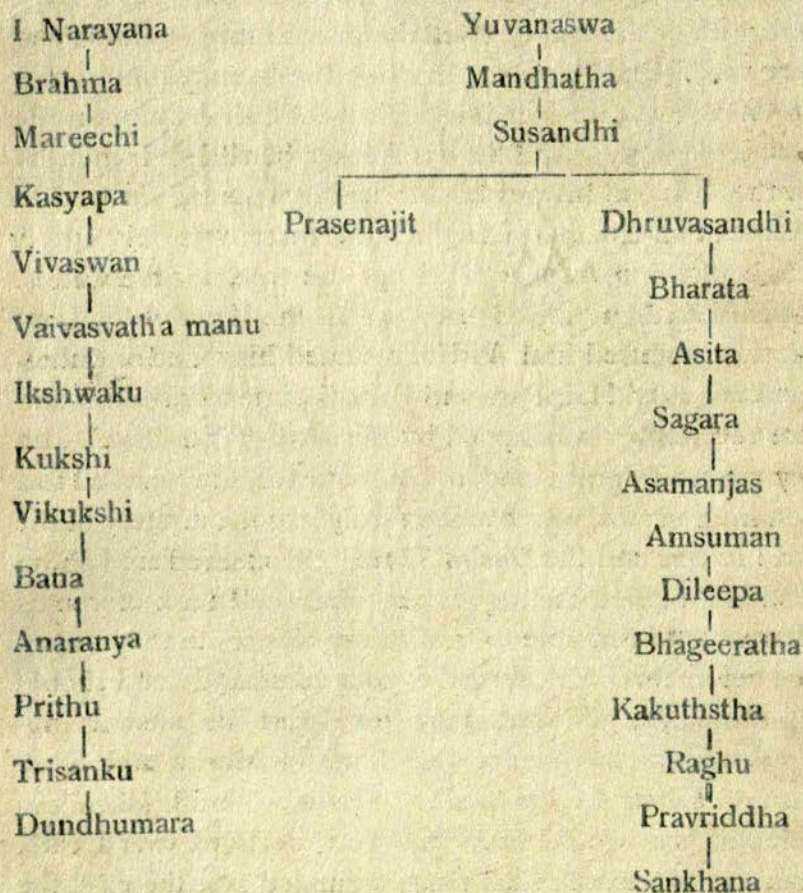 I Narayana
Brahma
Mareechi
Kasyapa
Vivaswan
Vaivasvatha manu
Ikshwaku
Kukshi
Vikukshi
Bana
Anaranya
Prithu
Trisanku
Dundhumara
Yuvanaswa
Mandhatha
Susandhi
Prasenajit Dhruvasandhi
Bharata
Asita
Sagara
Asamanjas
Amsuman
Dileepa
Bhageeratha
Kakuthstha
Raghu
Pravriddha
Sankhana